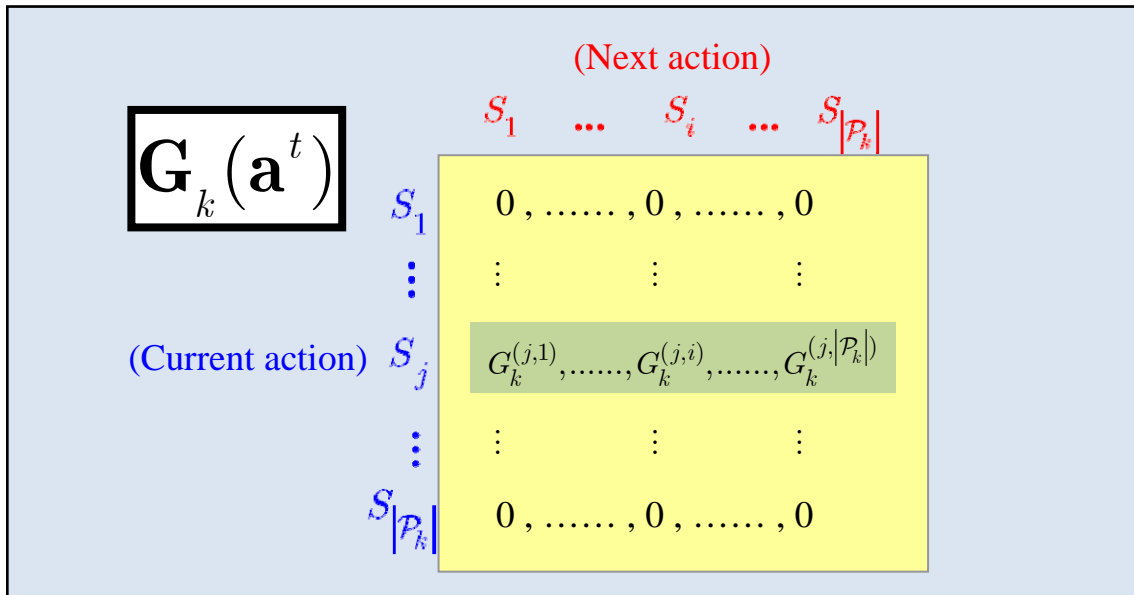 (Next action)
S_1 ... S_i ... S_{|𝒫_k|}
𝐆_k(𝐚^t)
S_1 0 , ...... , 0 , ...... , 0
⋮ ⋮ ⋮ ⋮
(Current action) S_j G_k^{(j,1)},......,G_k^{(j,i)},......,G_k^{(j,|𝒫_k|)}
⋮ ⋮ ⋮ ⋮
S_{|𝒫_k|} 0 , ...... , 0 , ...... , 0